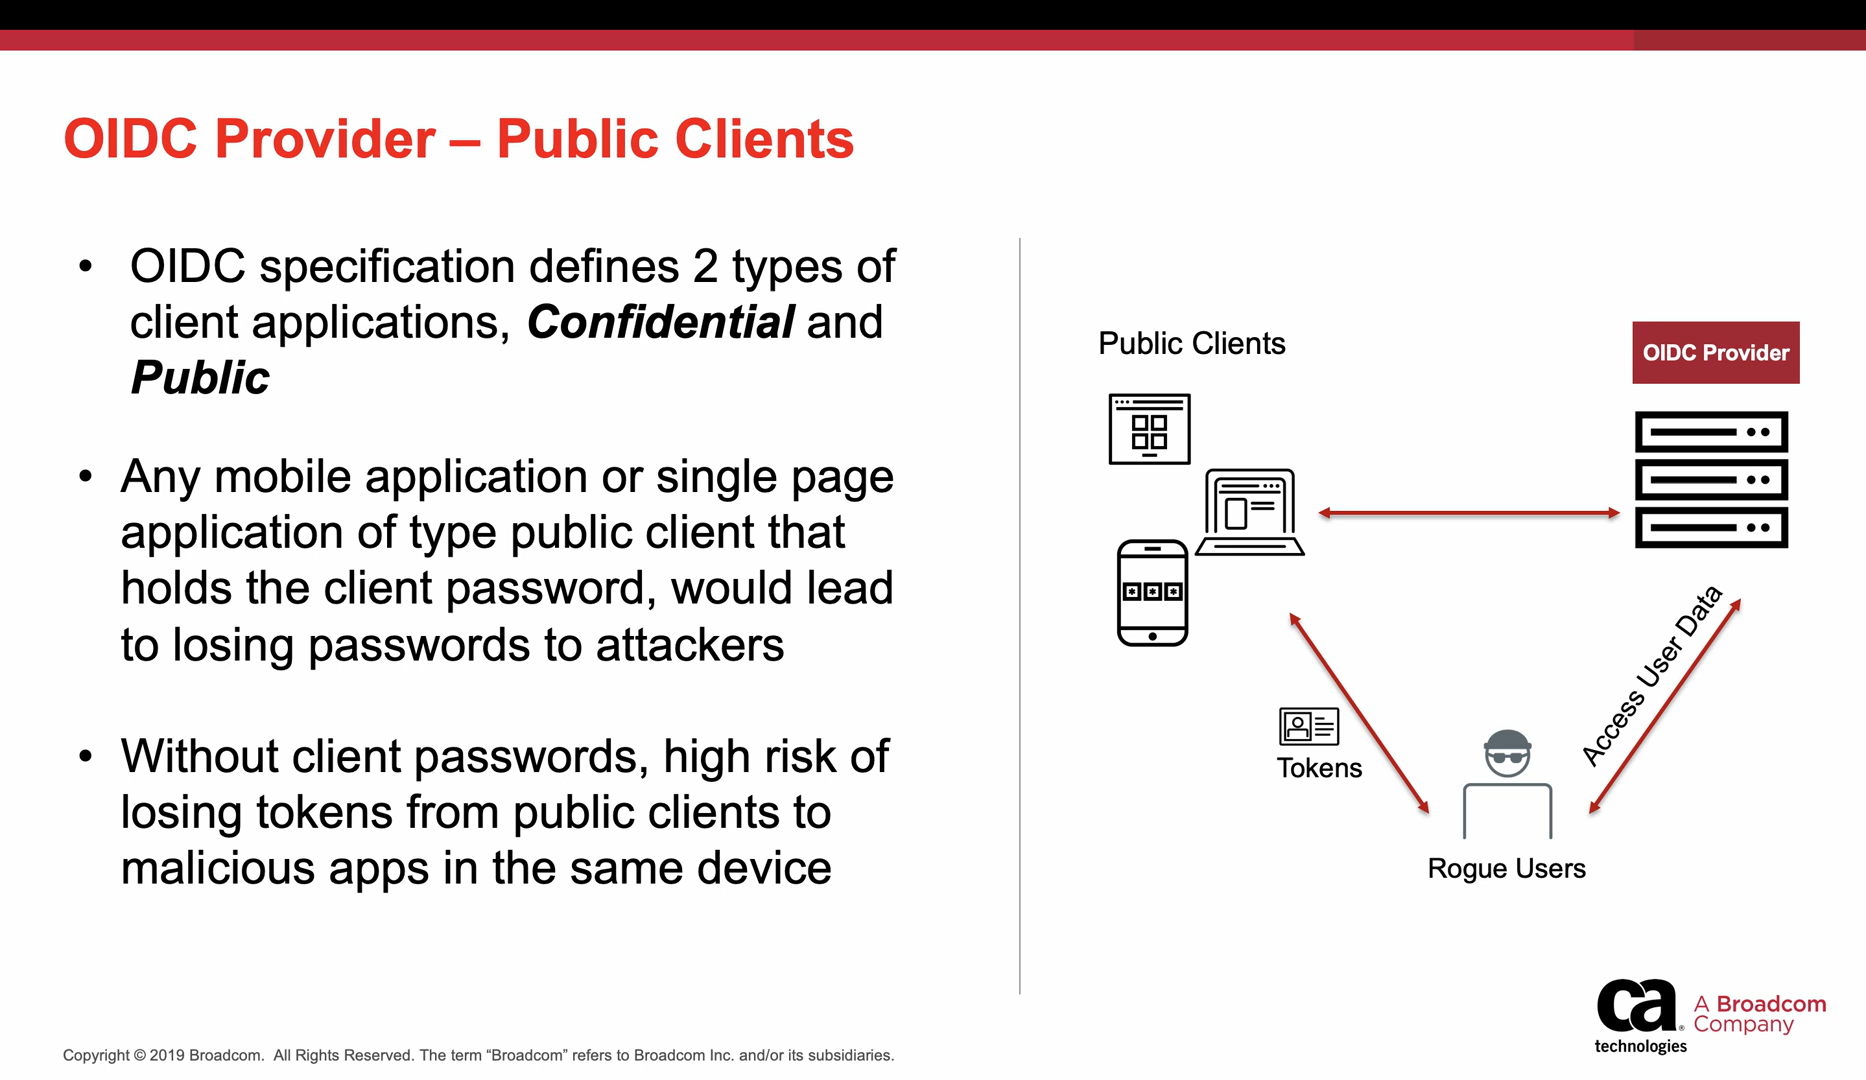 OIDC Provider – Public Clients
• OIDC specification defines 2 types of
client applications, Confidential and
Public
• Any mobile application or single page
application of type public client that
holds the client password, would lead
to losing passwords to attackers
• Without client passwords, high risk of
losing tokens from public clients to
malicious apps in the same device
Public Clients
OIDC Provider
Tokens
Access User Data
Rogue Users
ca
technologies
A Broadcom
Company
Copyright © 2019 Broadcom.  All Rights Reserved. The term “Broadcom” refers to Broadcom Inc. and/or its subsidiaries.